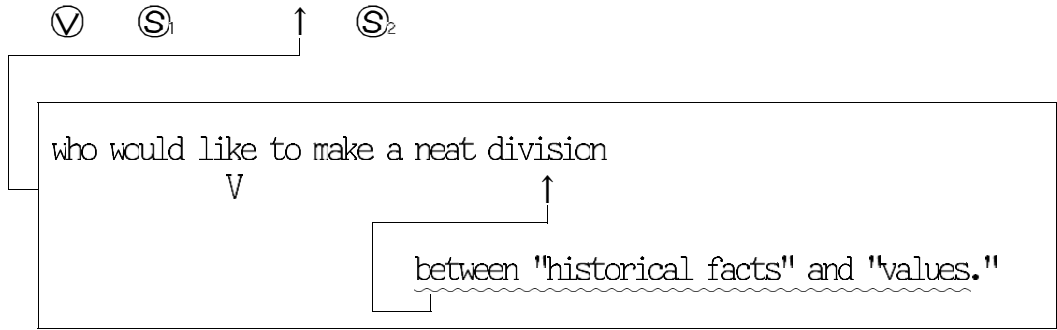 Ⓥ Ⓢ1 ↑ Ⓢ2
who would like to make a neat division
V ↑
between "historical facts" and "values."